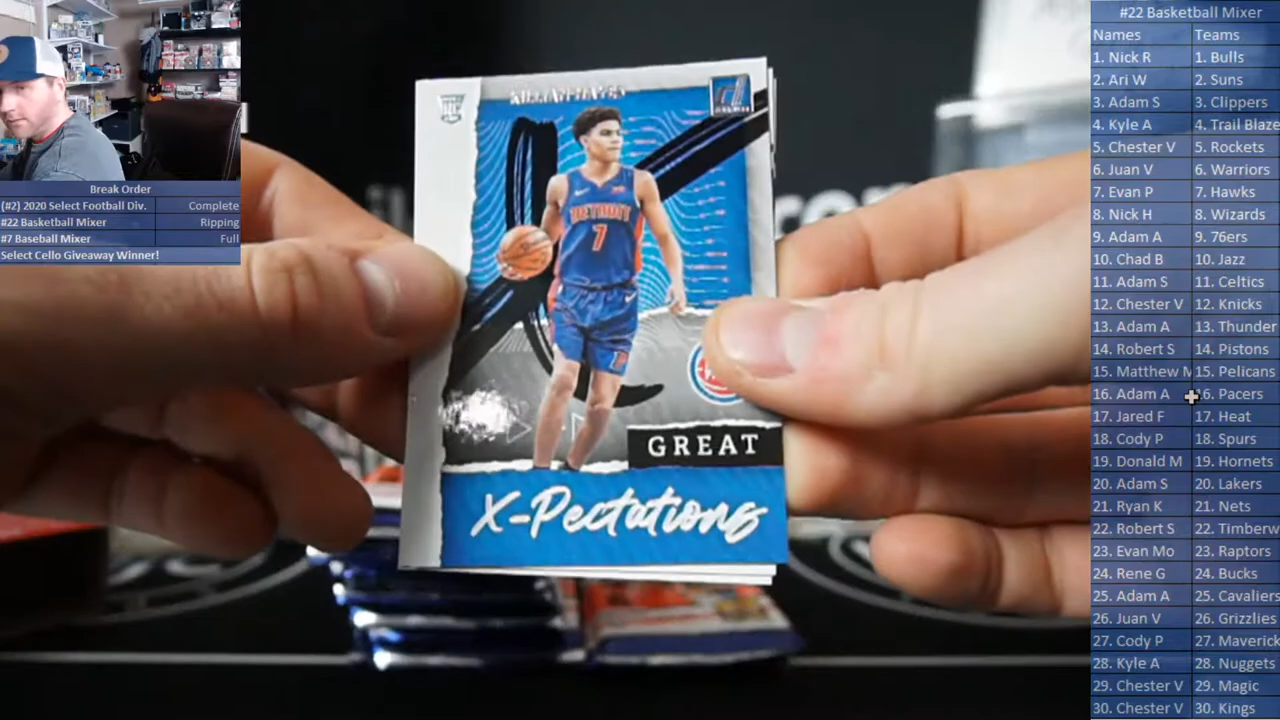 Break Order
(#2) 2020 Select Football Div. Complete
#22 Basketball Mixer Ripping
#7 Baseball Mixer Full
Select Cello Giveaway Winner!
KILLIAN HAYES
DETROIT
7
GREAT
X-Pectations
#22 Basketball Mixer
Names Teams
1. Nick R 1. Bulls
2. Ari W 2. Suns
3. Adam S 3. Clippers
4. Kyle A 4. Trail Blaze
5. Chester V 5. Rockets
6. Juan V 6. Warriors
7. Evan P 7. Hawks
8. Nick H 8. Wizards
9. Adam A 9. 76ers
10. Chad B 10. Jazz
11. Adam S 11. Celtics
12. Chester V 12. Knicks
13. Adam A 13. Thunder
14. Robert S 14. Pistons
15. Matthew M 15. Pelicans
16. Adam A 16. Pacers
17. Jared F 17. Heat
18. Cody P 18. Spurs
19. Donald M 19. Hornets
20. Adam S 20. Lakers
21. Ryan K 21. Nets
22. Robert S 22. Timberw
23. Evan Mo 23. Raptors
24. Rene G 24. Bucks
25. Adam A 25. Cavaliers
26. Juan V 26. Grizzlies
27. Cody P 27. Maverick
28. Kyle A 28. Nuggets
29. Chester V 29. Magic
30. Chester V 30. Kings